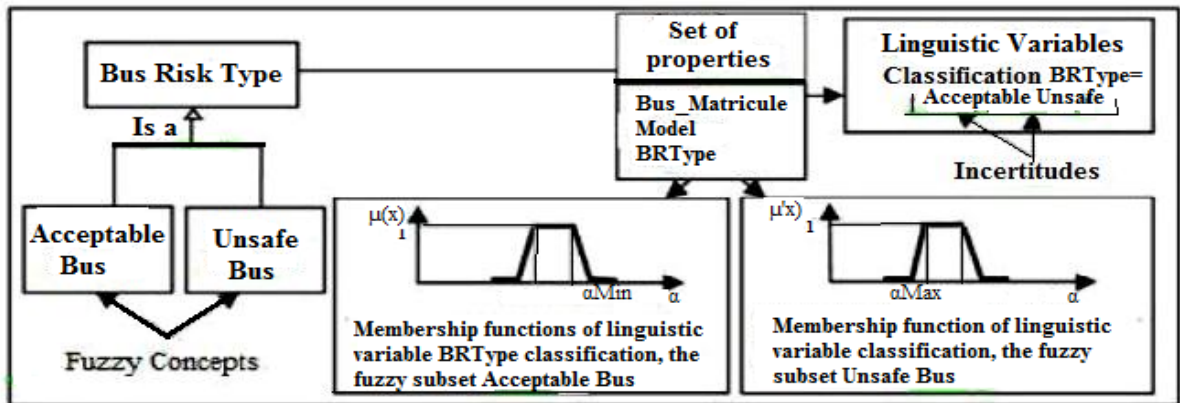 Bus Risk Type
Is a
Acceptable
Bus
Unsafe
Bus
Fuzzy Concepts
Set of
properties
Bus_Matricule
Model
BRType
Linguistic Variables
Classification BRType=
Acceptable Unsafe
Incertitudes
μ(x)
1
αMin
α
Membership functions of linguistic
variable BRType classification, the
fuzzy subset Acceptable Bus
μ'x)
1
αMax
α
Membership function of linguistic
variable classification, the fuzzy
subset Unsafe Bus